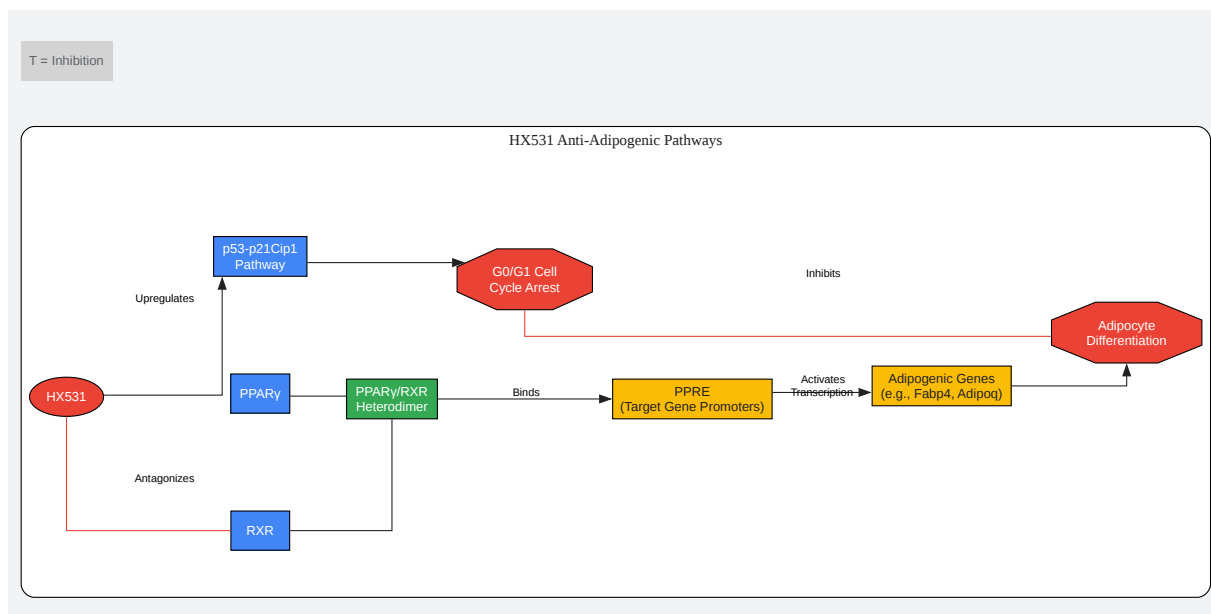 T = Inhibition
HX531 Anti-Adipogenic Pathways
p53-p21Cip1
Pathway
G0/G1 Cell
Cycle Arrest
Inhibits
Upregulates
Adipocyte
Differentiation
HX531
PPARγ
PPARγ/RXR
Heterodimer
Binds
PPRE
(Target Gene Promoters)
Activates
Transcription
Adipogenic Genes
(e.g., Fabp4, Adipoq)
Antagonizes
RXR